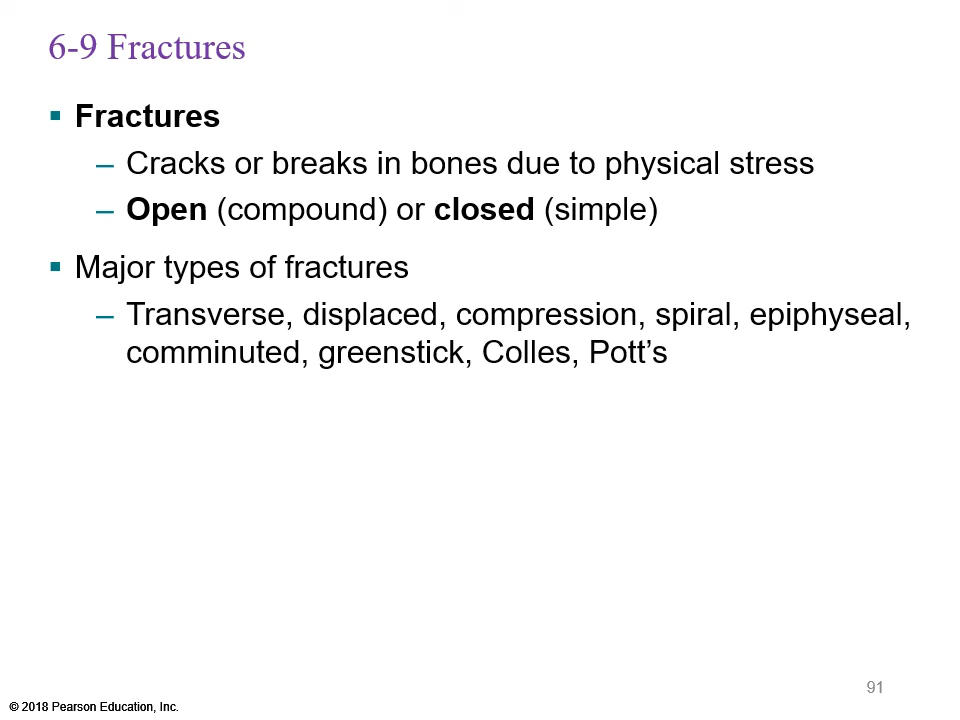 6-9 Fractures
▪ Fractures
– Cracks or breaks in bones due to physical stress
– Open (compound) or closed (simple)
▪ Major types of fractures
– Transverse, displaced, compression, spiral, epiphyseal,
comminuted, greenstick, Colles, Pott’s
91
© 2018 Pearson Education, Inc.